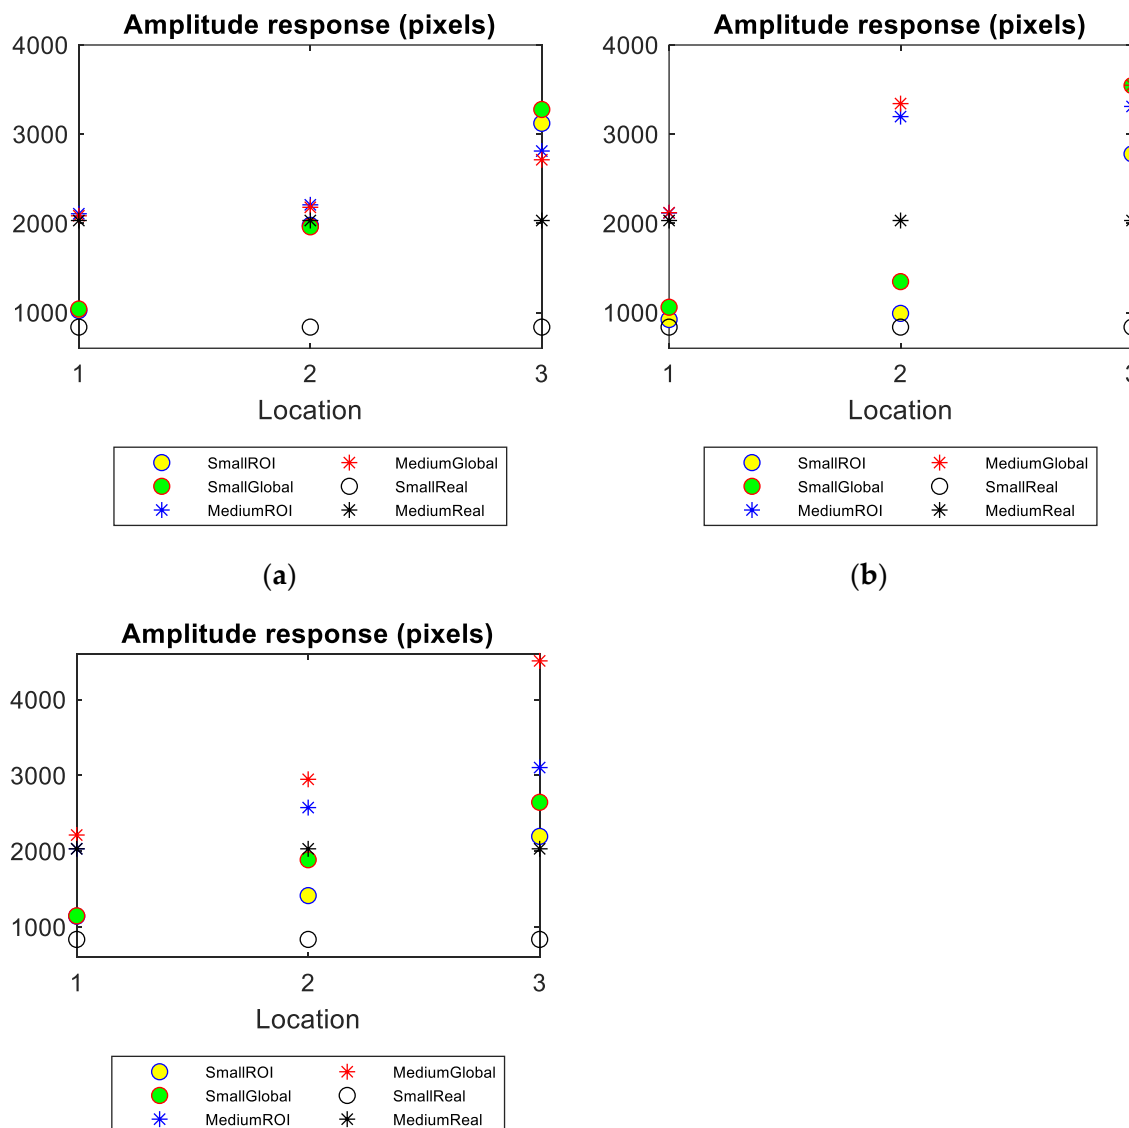 Amplitude response (pixels)
4000
3000
2000
1000
1 2 3
Location
SmallROI MediumGlobal
SmallGlobal SmallReal
MediumROI MediumReal
(a)
Amplitude response (pixels)
4000
3000
2000
1000
1 2 3
Location
SmallROI MediumGlobal
SmallGlobal SmallReal
MediumROI MediumReal
(b)
Amplitude response (pixels)
4000
3000
2000
1000
1 2 3
Location
SmallROI MediumGlobal
SmallGlobal SmallReal
MediumROI MediumReal